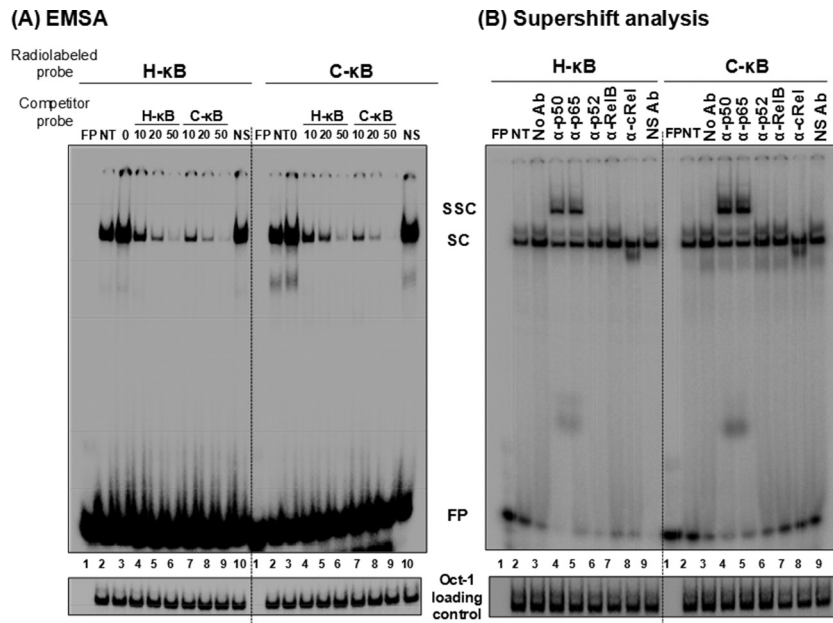 (A) EMSA
Radiolabeled probe
H-κB
C-κB
Competitor probe
H-κB C-κB H-κB C-κB
FP NT 0 10 20 50 10 20 50 NS FP NT0 10 20 50 10 20 50 NS
1 2 3 4 5 6 7 8 9 10 1 2 3 4 5 6 7 8 9 10
(B) Supershift analysis
H-κB
C-κB
FP NT No Ab α-p50 α-p65 α-p52 α-RelB α-cRel NS Ab FPNT No Ab α-p50 α-p65 α-p52 α-RelB α-cRel NS Ab
SSC
SC
FP
1 2 3 4 5 6 7 8 9 1 2 3 4 5 6 7 8 9
Oct-1
loading
control